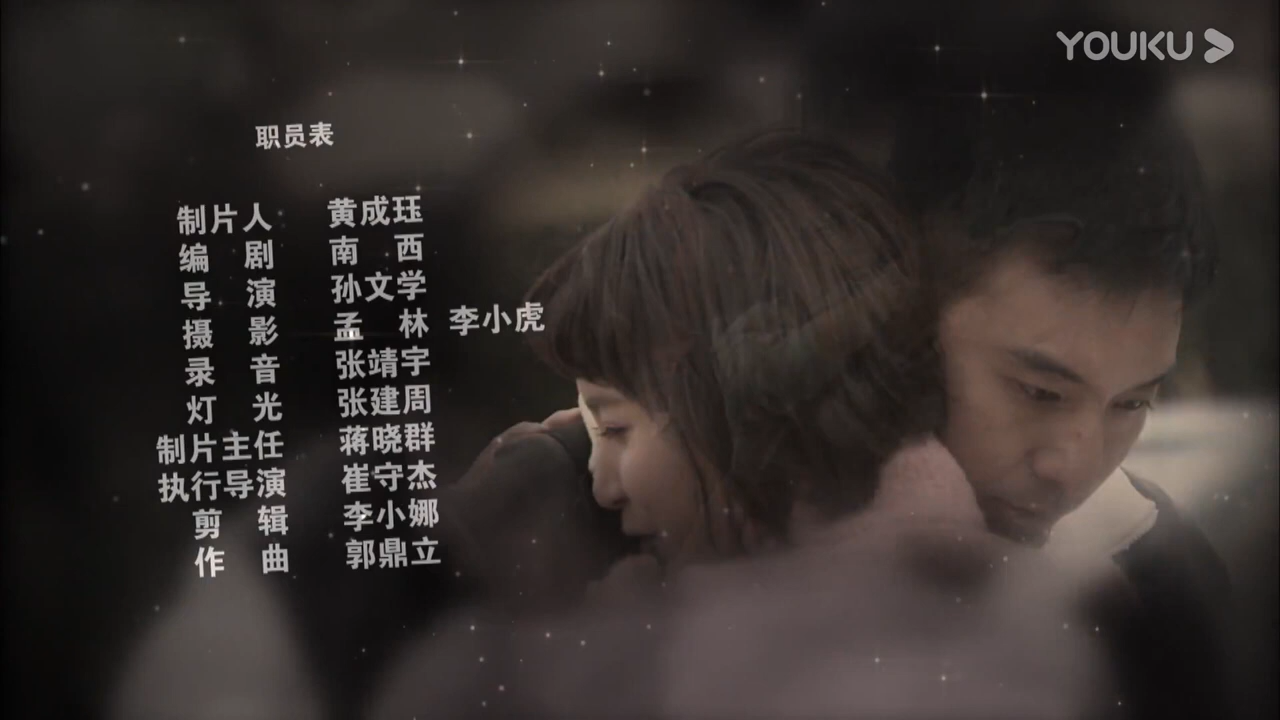 YOUKU
职员表
制片人 黄成珏
编剧 南西
导演 孙文学
摄影 孟林 李小虎
录音 张靖宇
灯光 张建周
制片主任 蒋晓群
执行导演 崔守杰
剪辑 李小娜
作曲 郭鼎立